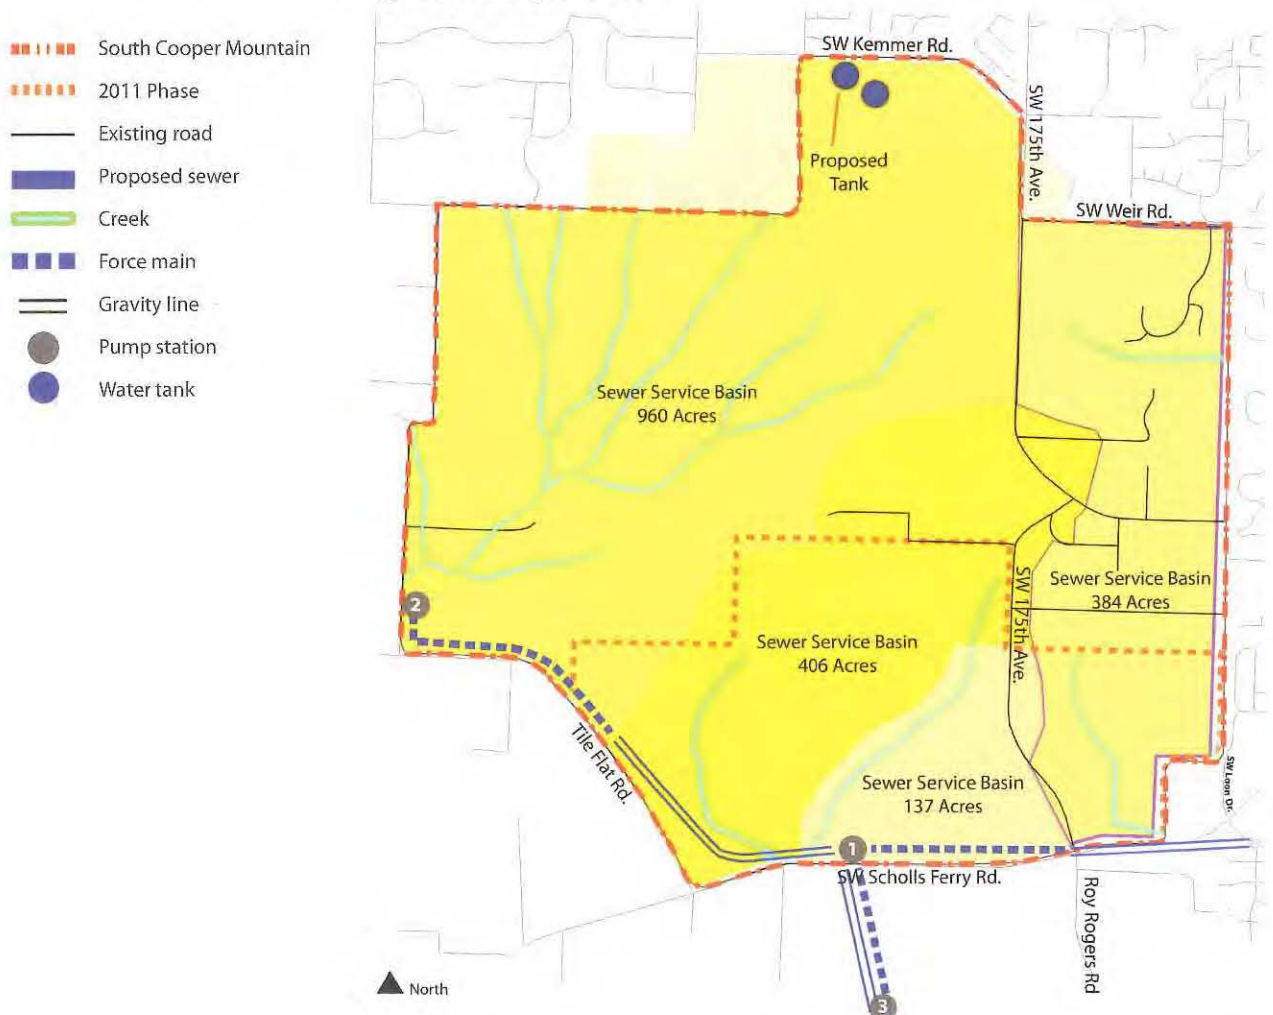 South Cooper Mountain
2011 Phase
Existing road
Proposed sewer
Creek
Force main
Gravity line
Pump station
Water tank
SW Kemmer Rd.
Proposed
Tank
SW 175th Ave.
SW Weir Rd.
Sewer Service Basin
960 Acres
Sewer Service Basin
384 Acres
2
SW 175th Ave.
Sewer Service Basin
406 Acres
Tile Flat Rd.
Sewer Service Basin
137 Acres
SW Loon Dr.
1
SW Scholls Ferry Rd.
Roy Rogers Rd
North
3